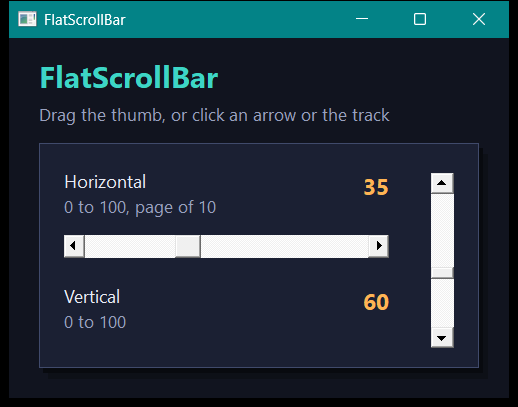 FlatScrollBar
FlatScrollBar
Drag the thumb, or click an arrow or the track
Horizontal
35
0 to 100, page of 10
Vertical
60
0 to 100